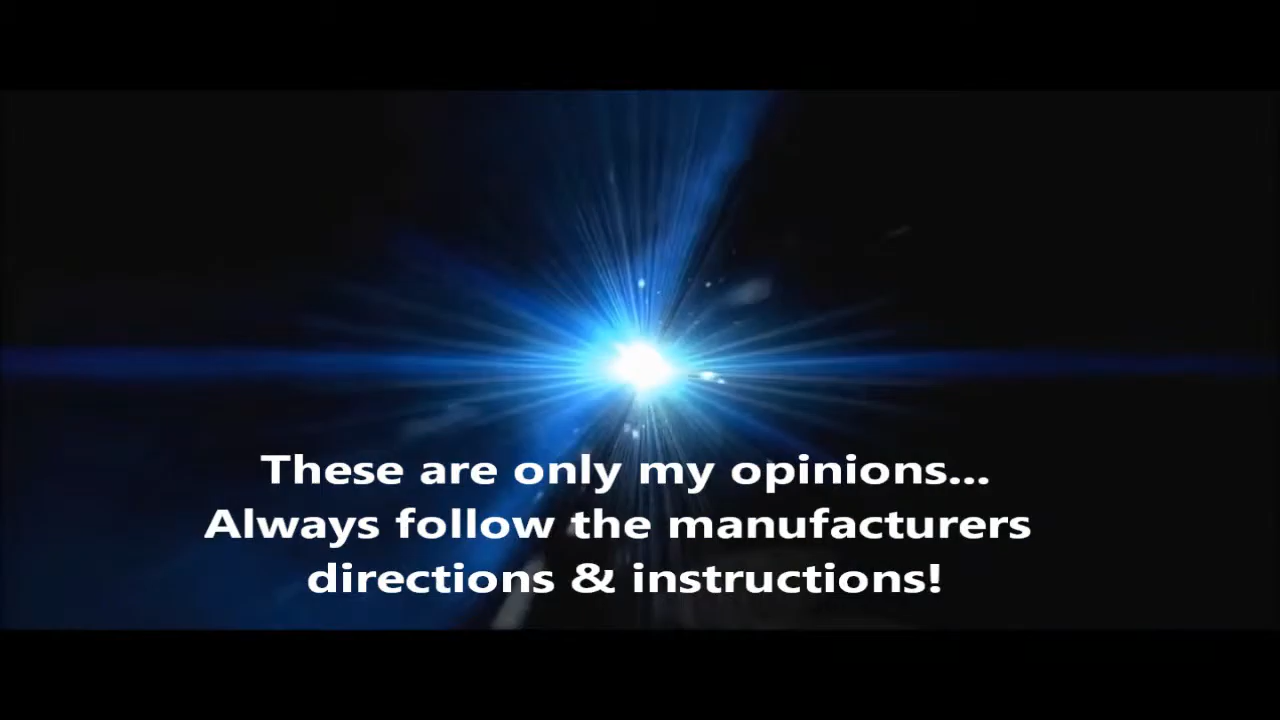 These are only my opinions...
Always follow the manufacturers
directions & instructions!